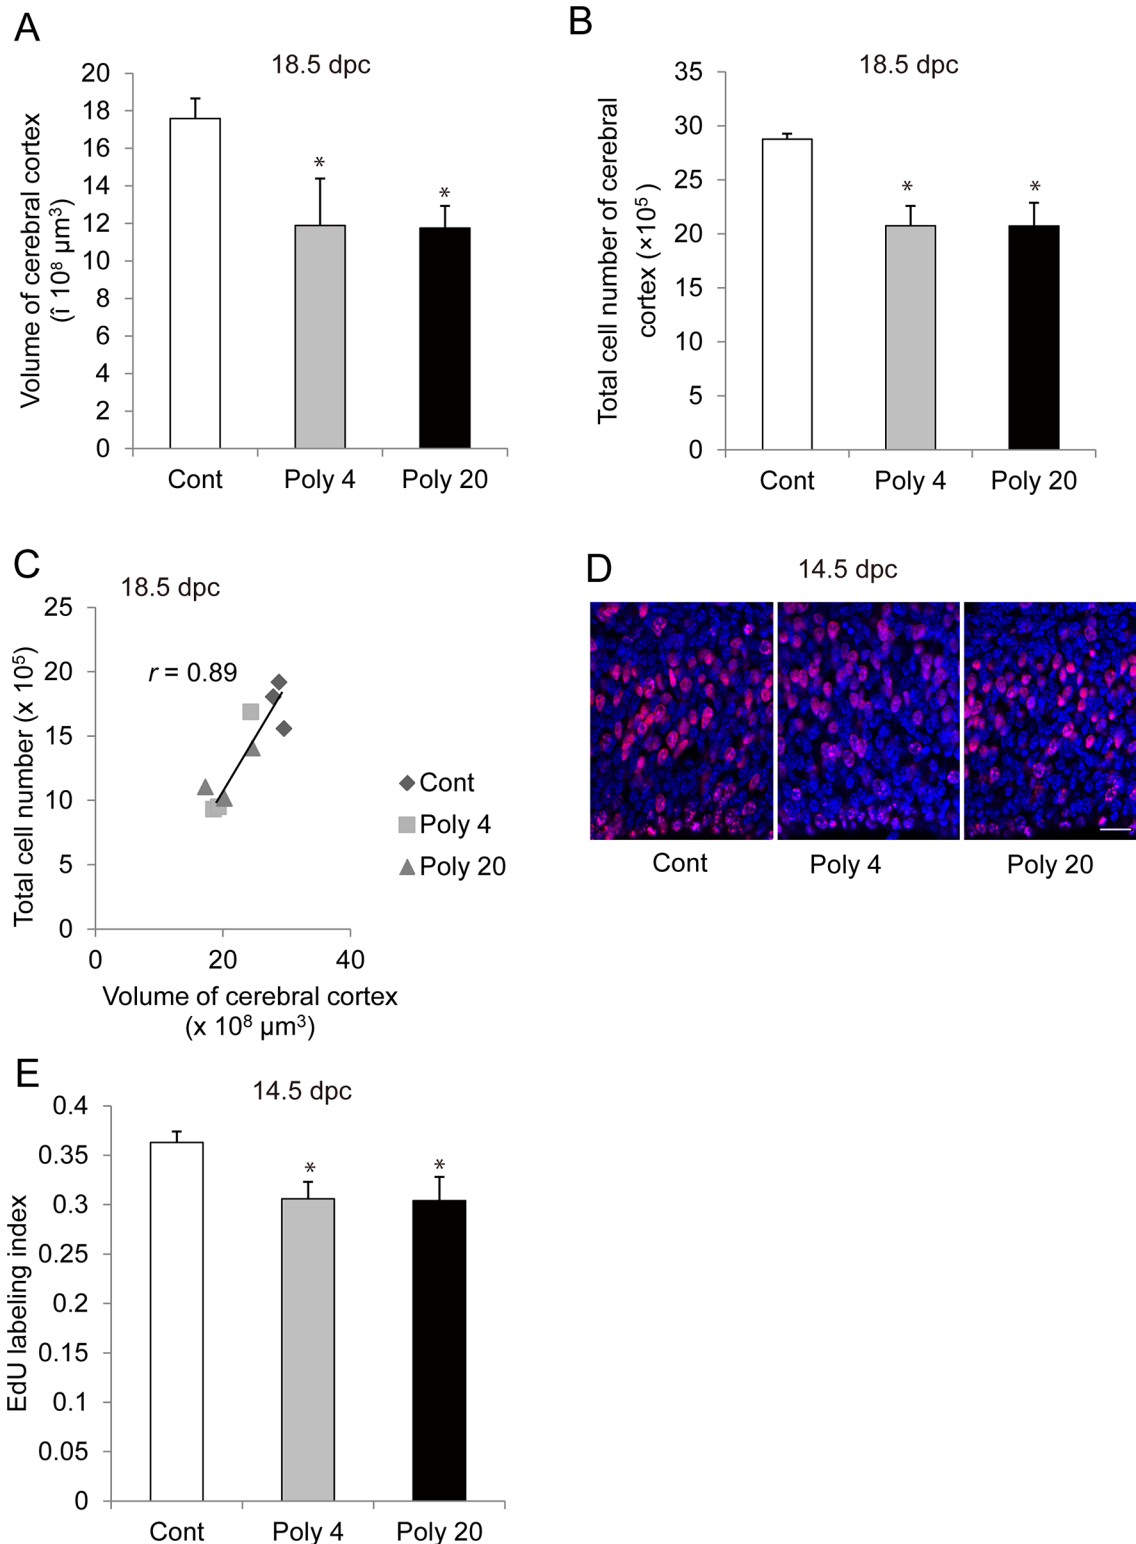 A
18.5 dpc
Volume of cerebral cortex
(î 10⁸ µm³)
20
18
16
14
12
10
8
6
4
2
0
*
*
Cont Poly 4 Poly 20
B
18.5 dpc
Total cell number of cerebral
cortex (×10⁵ )
35
30
25
20
15
10
5
0
*
*
Cont Poly 4 Poly 20
C
18.5 dpc
Total cell number (x 10⁵)
25
20
15
10
5
0
r = 0.89
Cont
Poly 4
Poly 20
0 20 40
Volume of cerebral cortex
(x 10⁸ µm³)
D
14.5 dpc
Cont Poly 4 Poly 20
E
14.5 dpc
EdU labeling index
0.4
0.35
0.3
0.25
0.2
0.15
0.1
0.05
0
*
*
Cont Poly 4 Poly 20